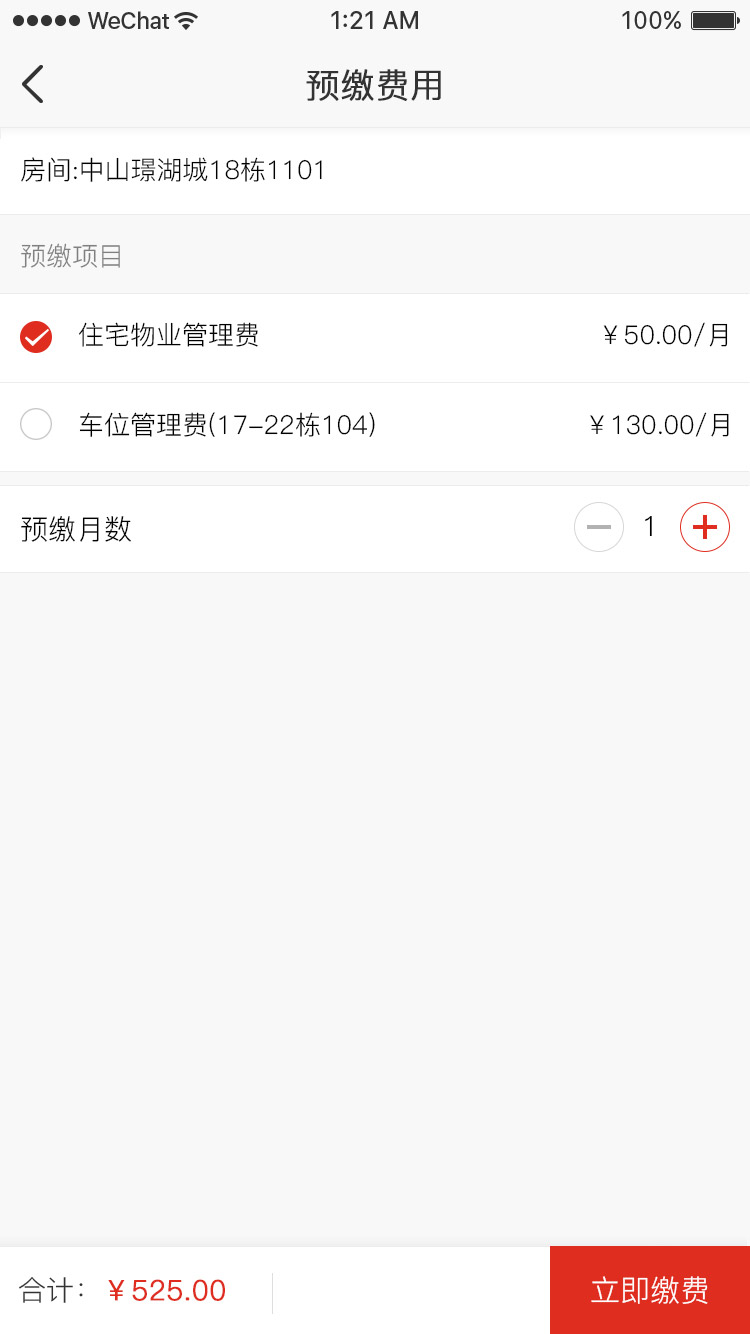 WeChat 1:21 AM 100%
预缴费用
房间:中山璟湖城18栋1101
预缴项目
住宅物业管理费 ￥50.00/月
车位管理费(17-22栋104) ￥130.00/月
预缴月数 1
合计： ￥525.00 立即缴费